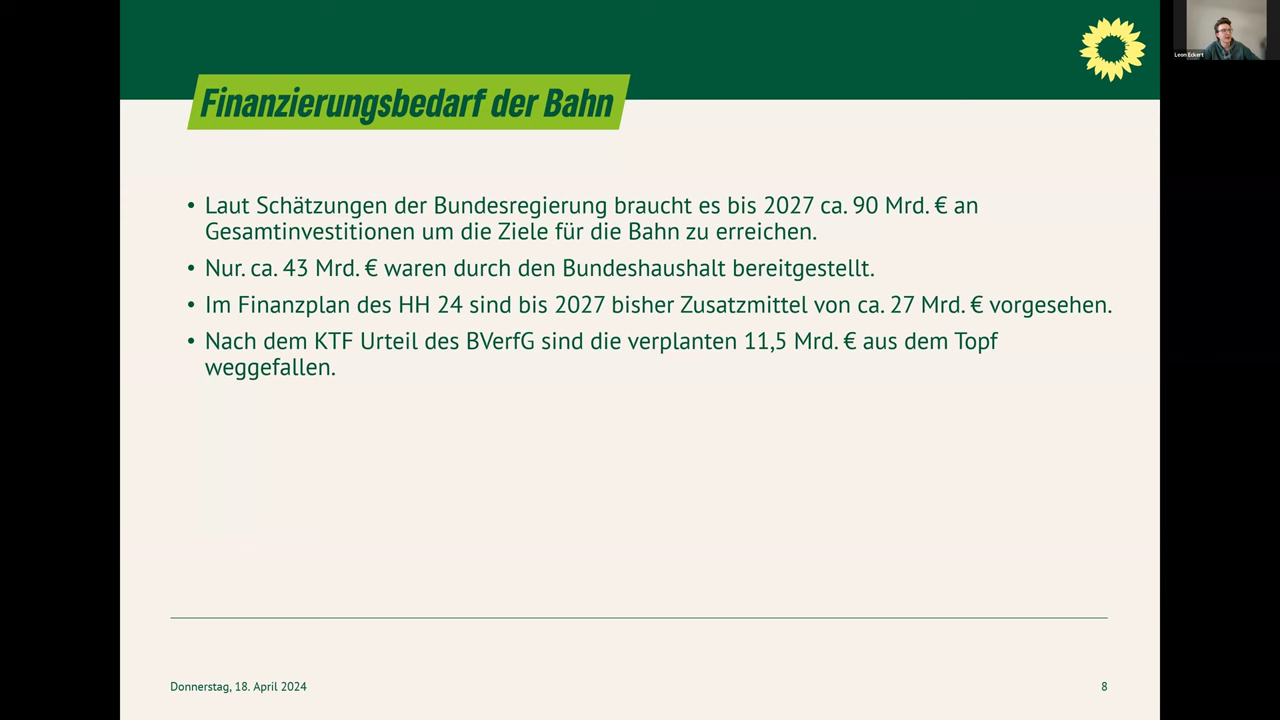 Leon Eckert
Finanzierungsbedarf der Bahn
• Laut Schätzungen der Bundesregierung braucht es bis 2027 ca. 90 Mrd. € an
Gesamtinvestitionen um die Ziele für die Bahn zu erreichen.
• Nur. ca. 43 Mrd. € waren durch den Bundeshaushalt bereitgestellt.
• Im Finanzplan des HH 24 sind bis 2027 bisher Zusatzmittel von ca. 27 Mrd. € vorgesehen.
• Nach dem KTF Urteil des BVerfG sind die verplanten 11,5 Mrd. € aus dem Topf
weggefallen.
Donnerstag, 18. April 2024
8